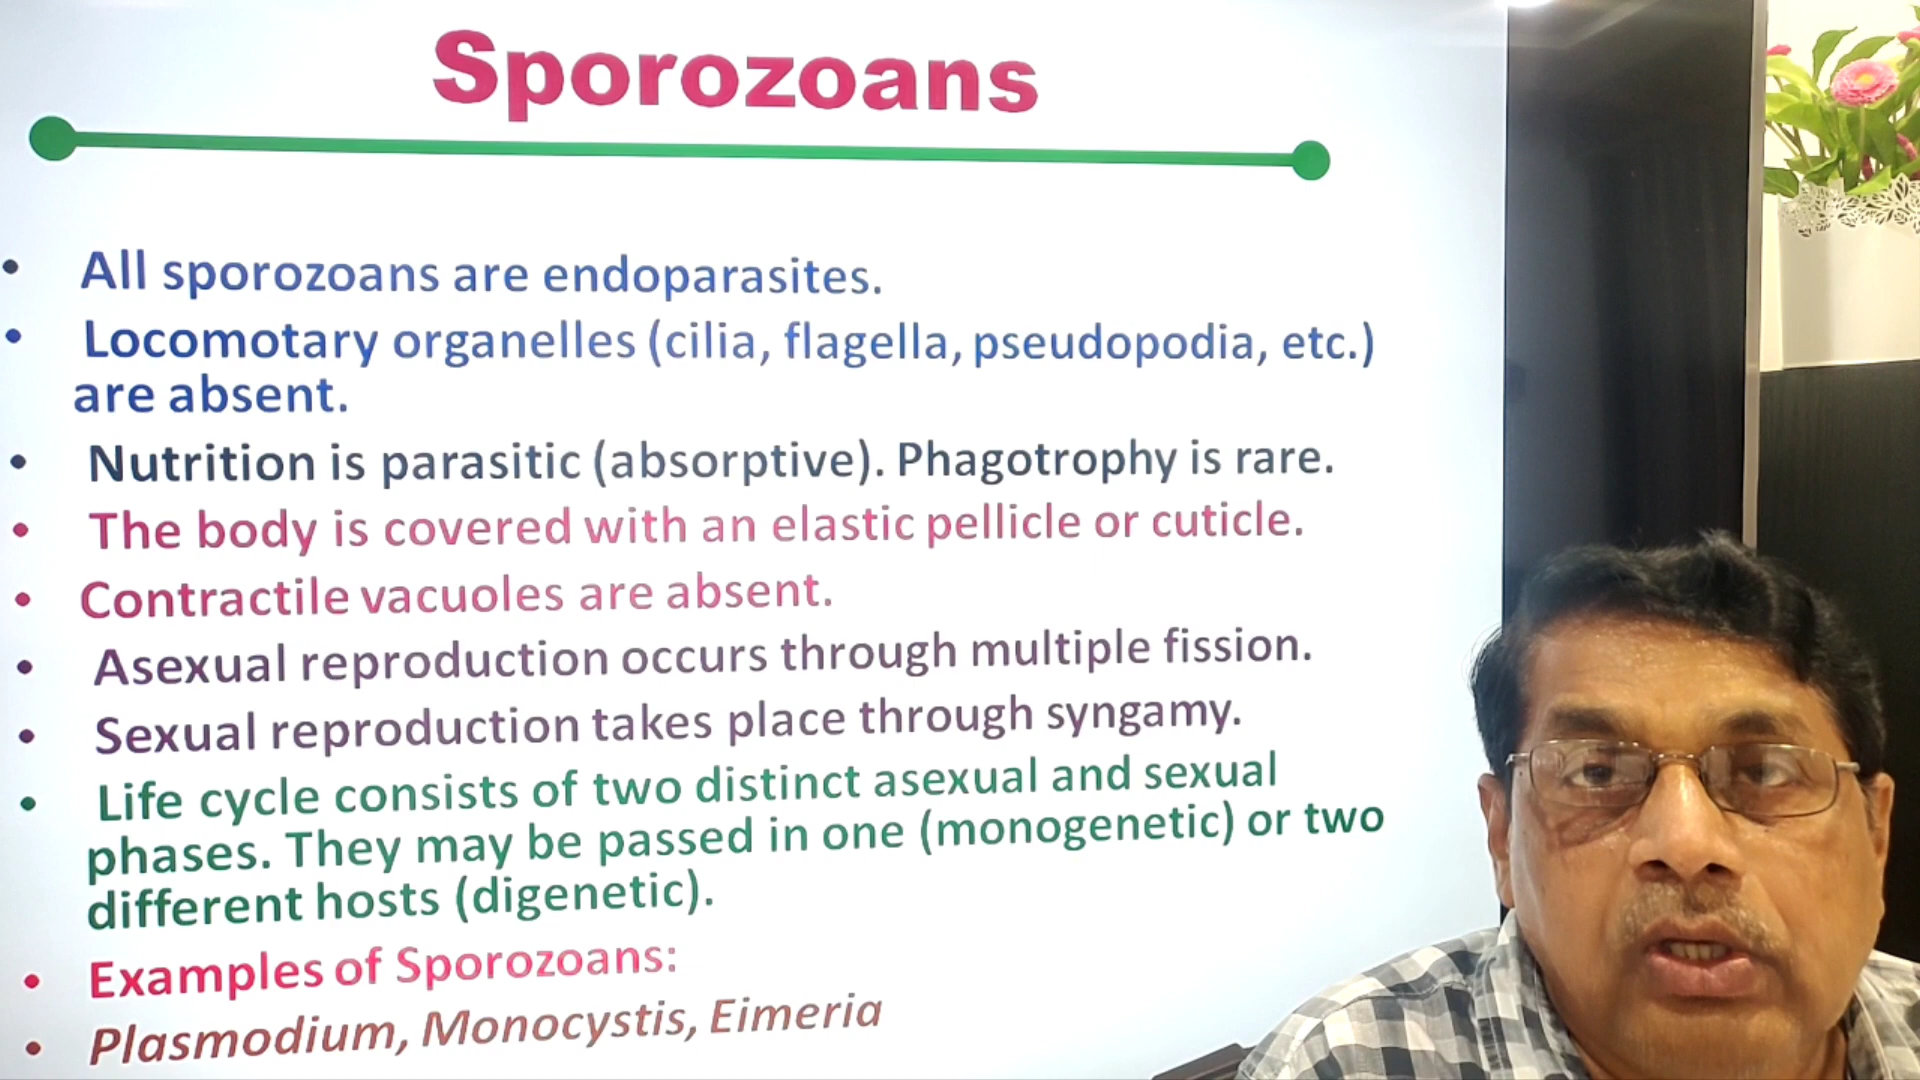 Sporozoans
• All sporozoans are endoparasites.
• Locomotary organelles (cilia, flagella, pseudopodia, etc.)
are absent.
• Nutrition is parasitic (absorptive). Phagotrophy is rare.
• The body is covered with an elastic pellicle or cuticle.
• Contractile vacuoles are absent.
• Asexual reproduction occurs through multiple fission.
• Sexual reproduction takes place through syngamy.
• Life cycle consists of two distinct asexual and sexual
phases. They may be passed in one (monogenetic) or two
different hosts (digenetic).
• Examples of Sporozoans:
• Plasmodium, Monocystis, Eimeria